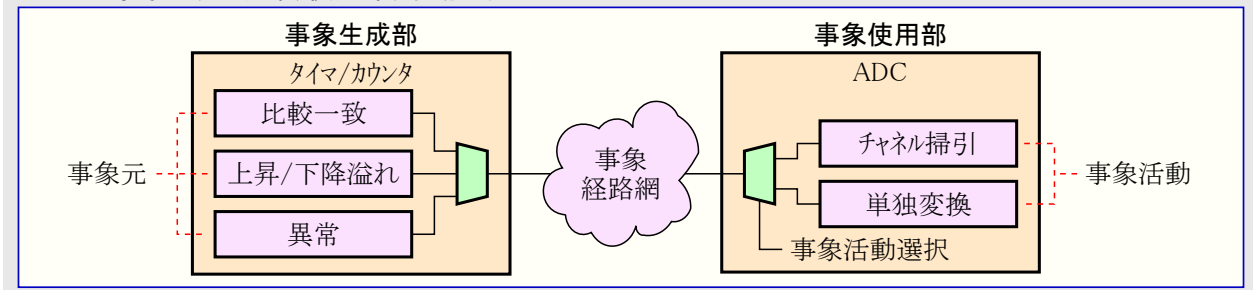 事象生成部
タイマ/カウンタ
比較一致
上昇/下降溢れ
異常
事象元
事象
経路網
事象使用部
ADC
チャネル掃引
単独変換
事象活動選択
事象活動